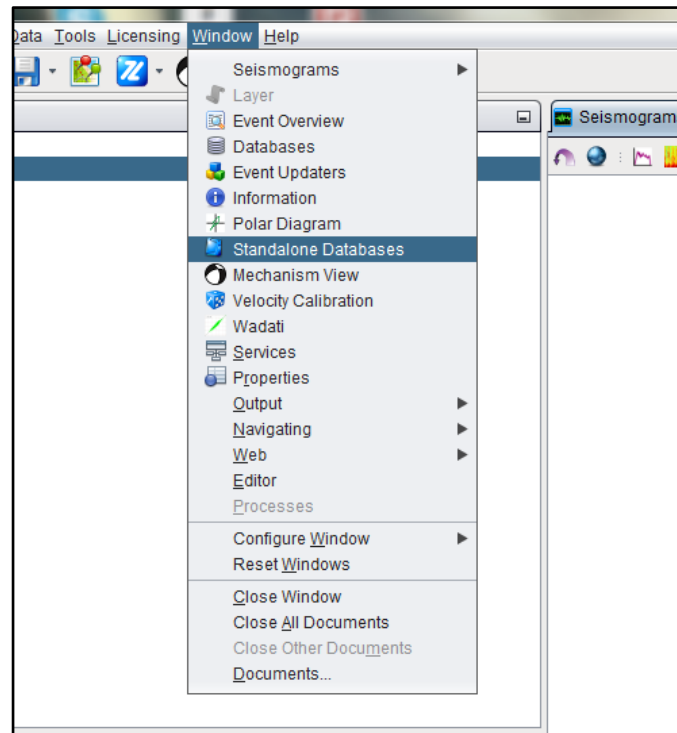 Data Tools Licensing Window Help
Seismogram
Seismograms
Layer
Event Overview
Databases
Event Updaters
Information
Polar Diagram
Standalone Databases
Mechanism View
Velocity Calibration
Wadati
Services
Properties
Output
Navigating
Web
Editor
Processes
Configure Window
Reset Windows
Close Window
Close All Documents
Close Other Documents
Documents...